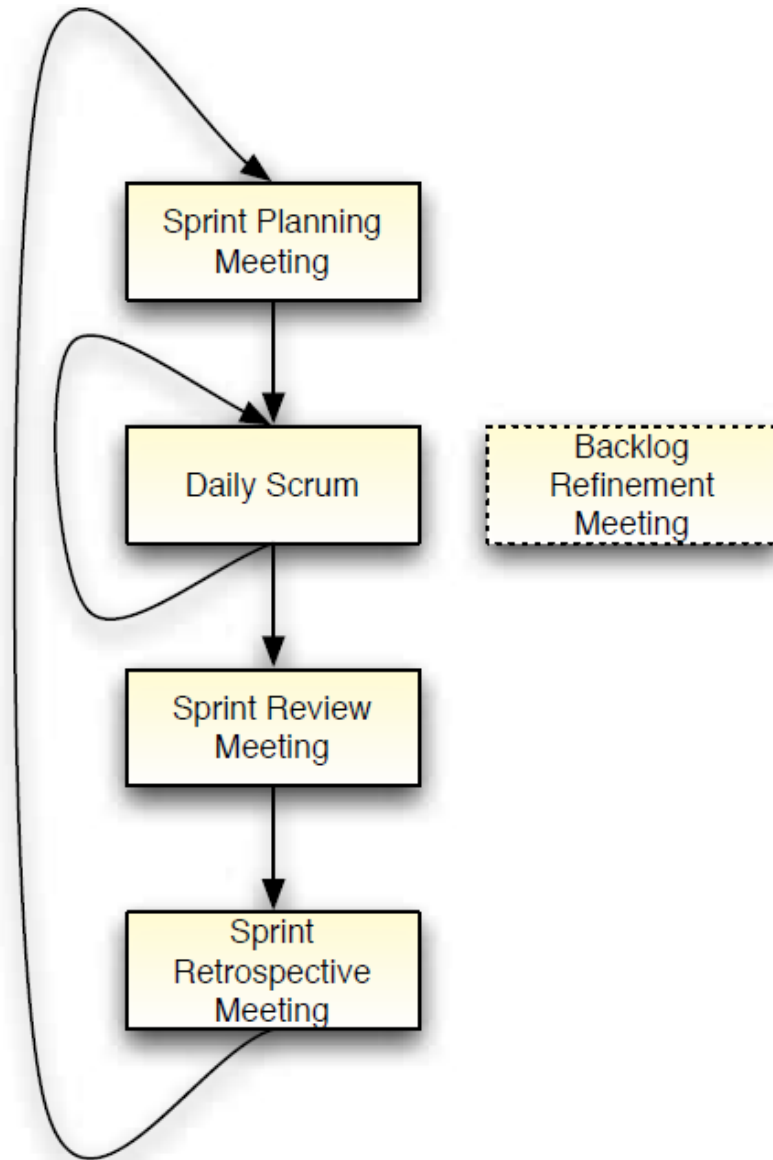 Sprint Planning
Meeting
Daily Scrum
Backlog
Refinement
Meeting
Sprint Review
Meeting
Sprint
Retrospective
Meeting